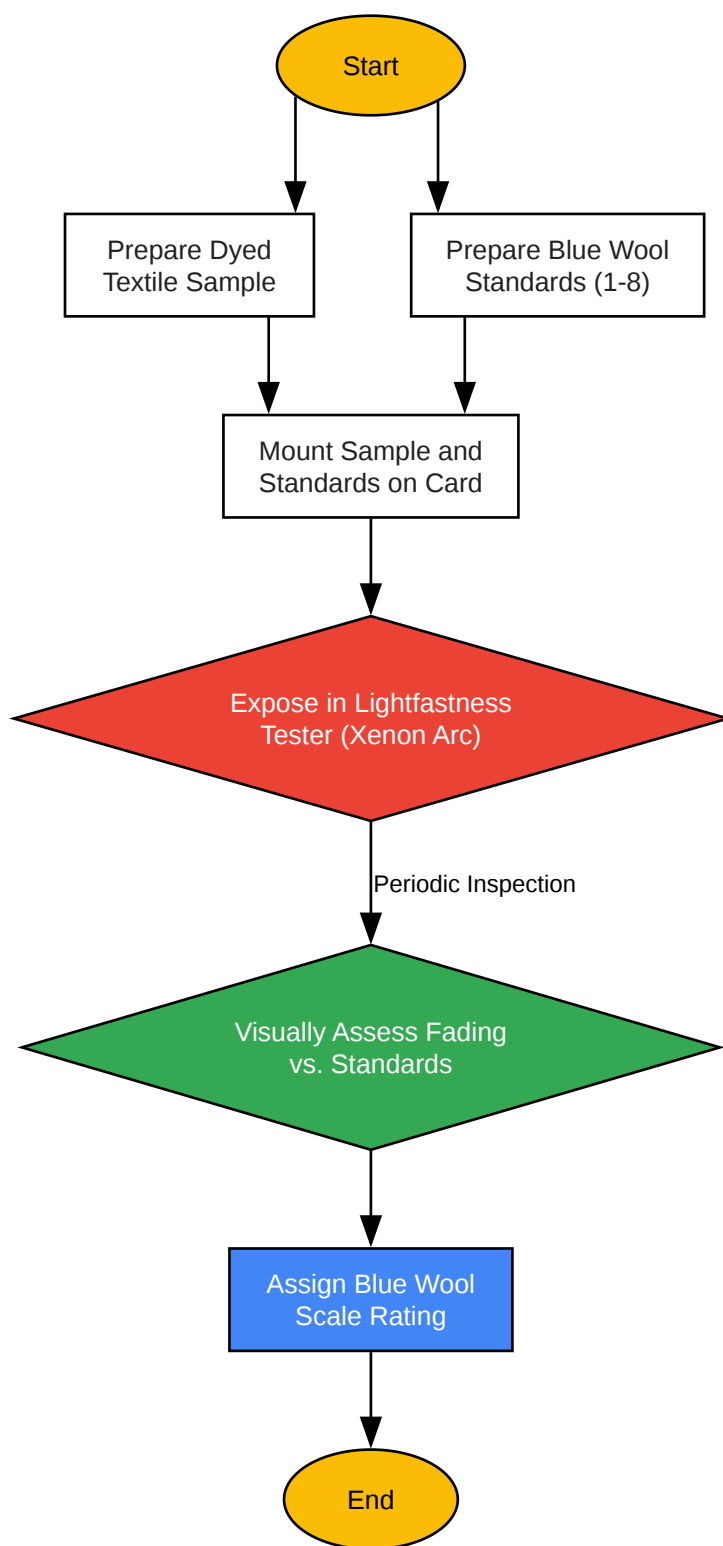 Start
Prepare Dyed
Textile Sample
Prepare Blue Wool
Standards (1-8)
Mount Sample and
Standards on Card
Expose in Lightfastness
Tester (Xenon Arc)
Periodic Inspection
Visually Assess Fading
vs. Standards
Assign Blue Wool
Scale Rating
End